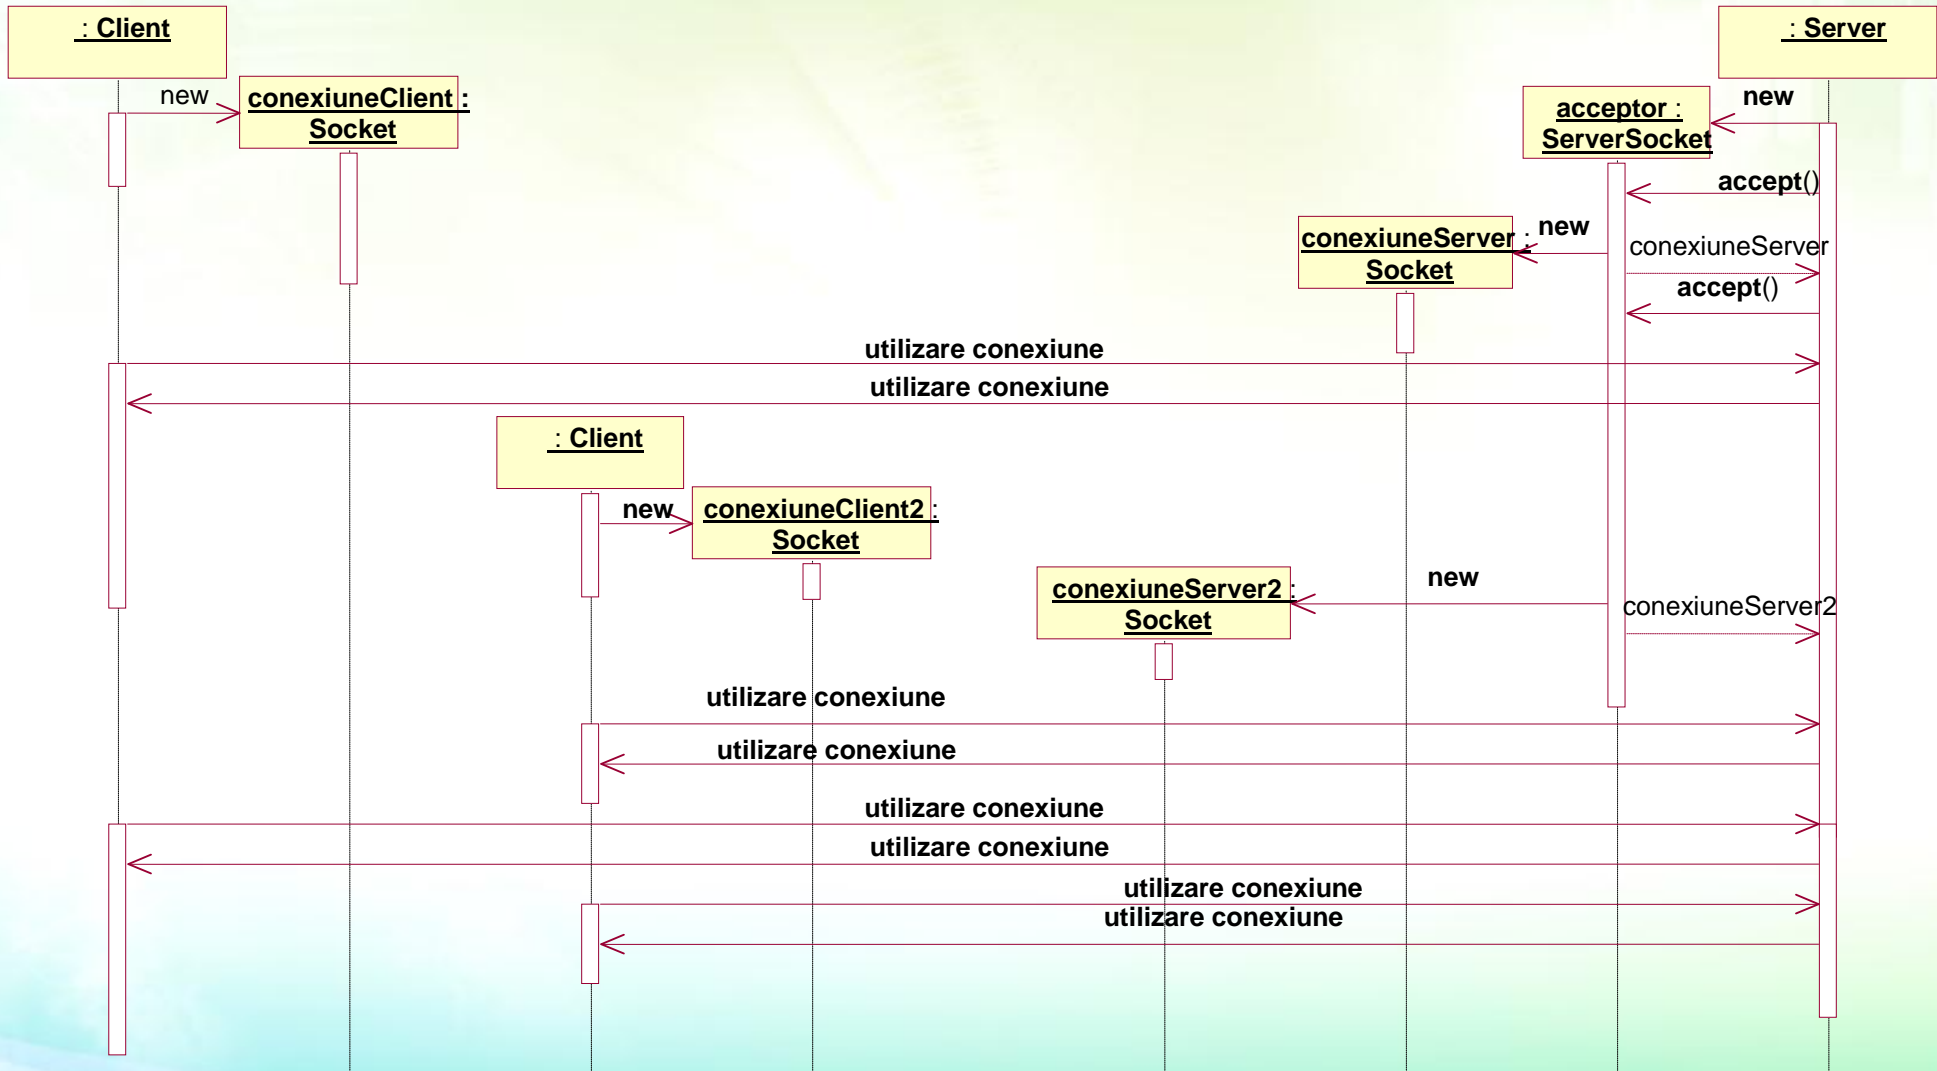 : Client
: Server
new
conexiuneClient :
Socket
new
acceptor :
ServerSocket
accept()
new
conexiuneServer :
Socket
conexiuneServer
accept()
utilizare conexiune
utilizare conexiune
: Client
new
conexiuneClient2 :
Socket
new
conexiuneServer2 :
Socket
conexiuneServer2
utilizare conexiune
utilizare conexiune
utilizare conexiune
utilizare conexiune
utilizare conexiune
utilizare conexiune